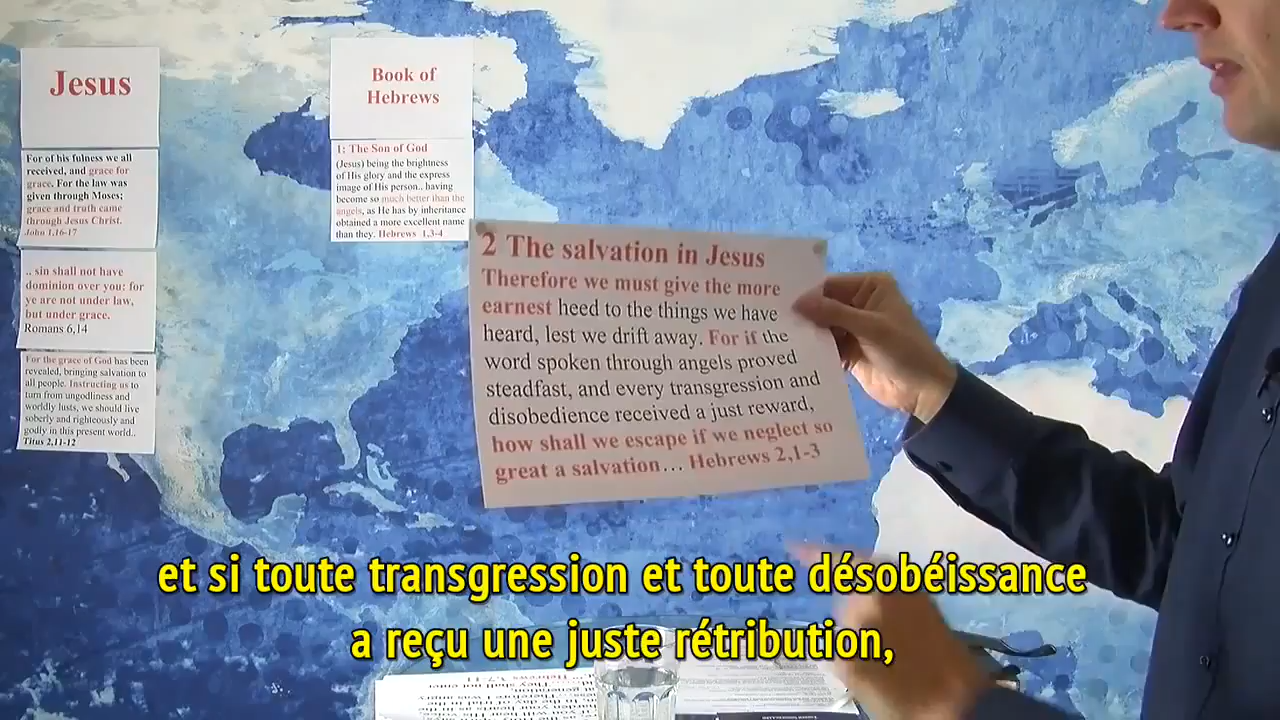 Jesus
For of his fulness we all
received, and grace for
grace. For the law was
given through Moses;
grace and truth came
through Jesus Christ.
John 1,16-17
.. sin shall not have
dominion over you: for
ye are not under law,
but under grace.
Romans 6,14
For the grace of God has been
revealed, bringing salvation to
all people. Instructing us to
turn from ungodliness and
worldly lusts, we should live
soberly and righteously and
godly in this present world..
Titus 2,11-12
Book of
Hebrews
1; The Son of God
(Jesus) being the brightness
of His glory and the express
image of His person.. having
become so much better than the
angels, as He has by inheritance
obtained a more excellent name
than they. Hebrews 1,3-4
2 The salvation in Jesus
Therefore we must give the more
earnest heed to the things we have
heard, lest we drift away. For if the
word spoken through angels proved
steadfast, and every transgression and
disobedience received a just reward,
how shall we escape if we neglect so
great a salvation… Hebrews 2,1-3
et si toute transgression et toute désobéissance
a reçu une juste rétribution,